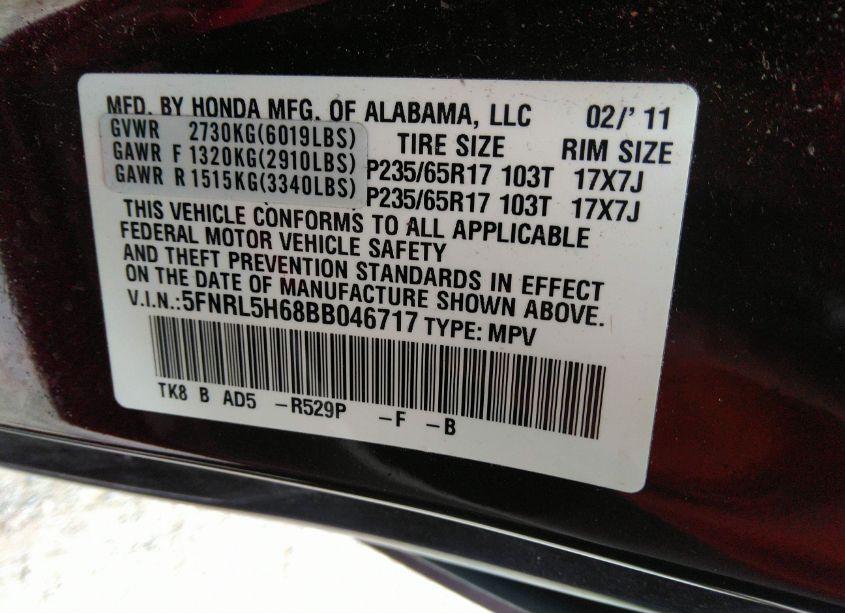 MFD. BY HONDA MFG. OF ALABAMA, LLC 02/' 11
GVWR 2730KG(6019LBS) TIRE SIZE RIM SIZE
GAWR F 1320KG(2910LBS) P235/65R17 103T 17X7J
GAWR R 1515KG(3340LBS) P235/65R17 103T 17X7J
THIS VEHICLE CONFORMS TO ALL APPLICABLE
FEDERAL MOTOR VEHICLE SAFETY
AND THEFT PREVENTION STANDARDS IN EFFECT
ON THE DATE OF MANUFACTURE SHOWN ABOVE.
V.I.N.:5FNRL5H68BB046717 TYPE: MPV
TK8 B AD5 -R529P -F -B